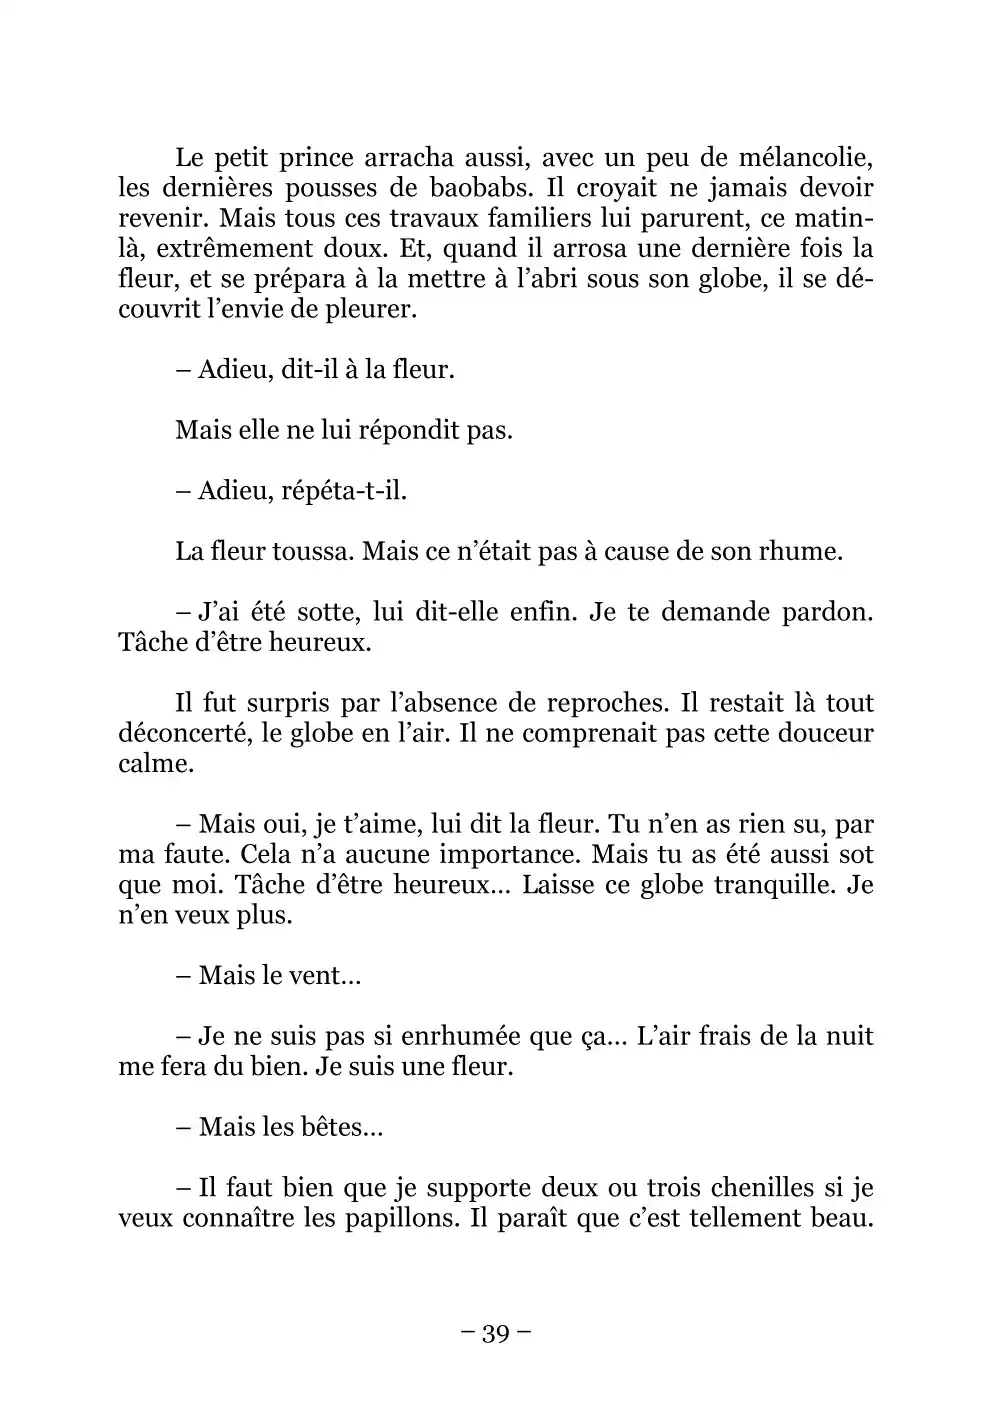 Le petit prince arracha aussi, avec un peu de mélancolie,
les dernières pousses de baobabs. Il croyait ne jamais devoir
revenir. Mais tous ces travaux familiers lui parurent, ce matin-
là, extrêmement doux. Et, quand il arrosa une dernière fois la
fleur, et se prépara à la mettre à l’abri sous son globe, il se dé-
couvrit l’envie de pleurer.
– Adieu, dit-il à la fleur.
Mais elle ne lui répondit pas.
– Adieu, répéta-t-il.
La fleur toussa. Mais ce n’était pas à cause de son rhume.
– J’ai été sotte, lui dit-elle enfin. Je te demande pardon.
Tâche d’être heureux.
Il fut surpris par l’absence de reproches. Il restait là tout
déconcerté, le globe en l’air. Il ne comprenait pas cette douceur
calme.
– Mais oui, je t’aime, lui dit la fleur. Tu n’en as rien su, par
ma faute. Cela n’a aucune importance. Mais tu as été aussi sot
que moi. Tâche d’être heureux… Laisse ce globe tranquille. Je
n’en veux plus.
– Mais le vent…
– Je ne suis pas si enrhumée que ça… L’air frais de la nuit
me fera du bien. Je suis une fleur.
– Mais les bêtes…
– Il faut bien que je supporte deux ou trois chenilles si je
veux connaître les papillons. Il paraît que c’est tellement beau.
– 39 –